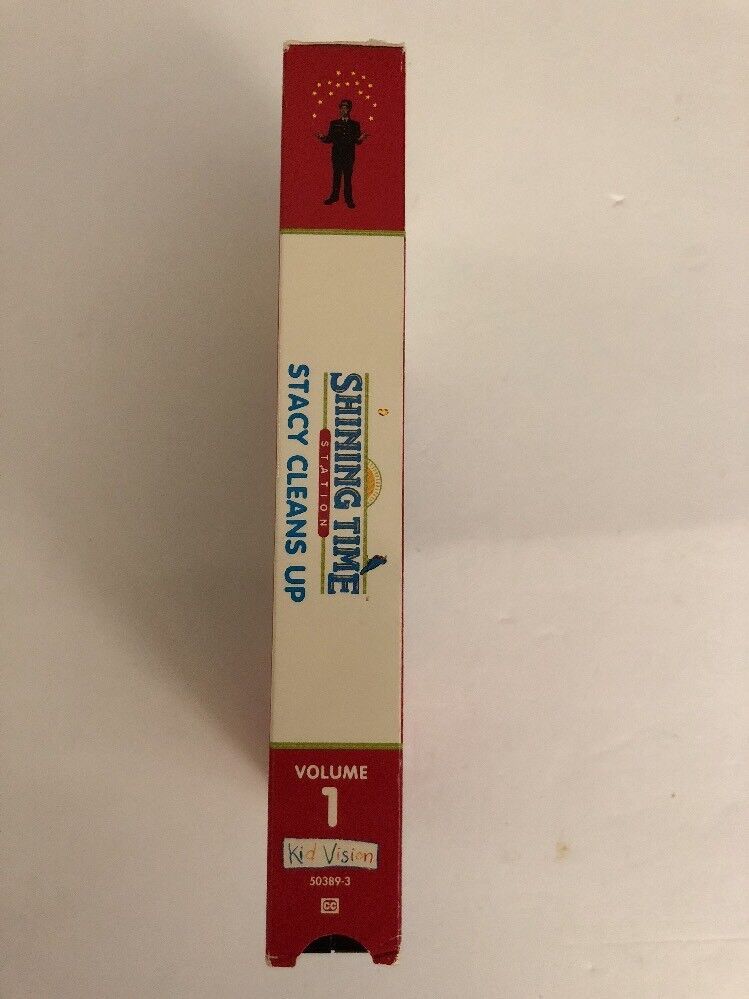 SHINING TIME
STATION
STACY CLEANS UP
VOLUME
1
Kid Vision
50389-3
CC